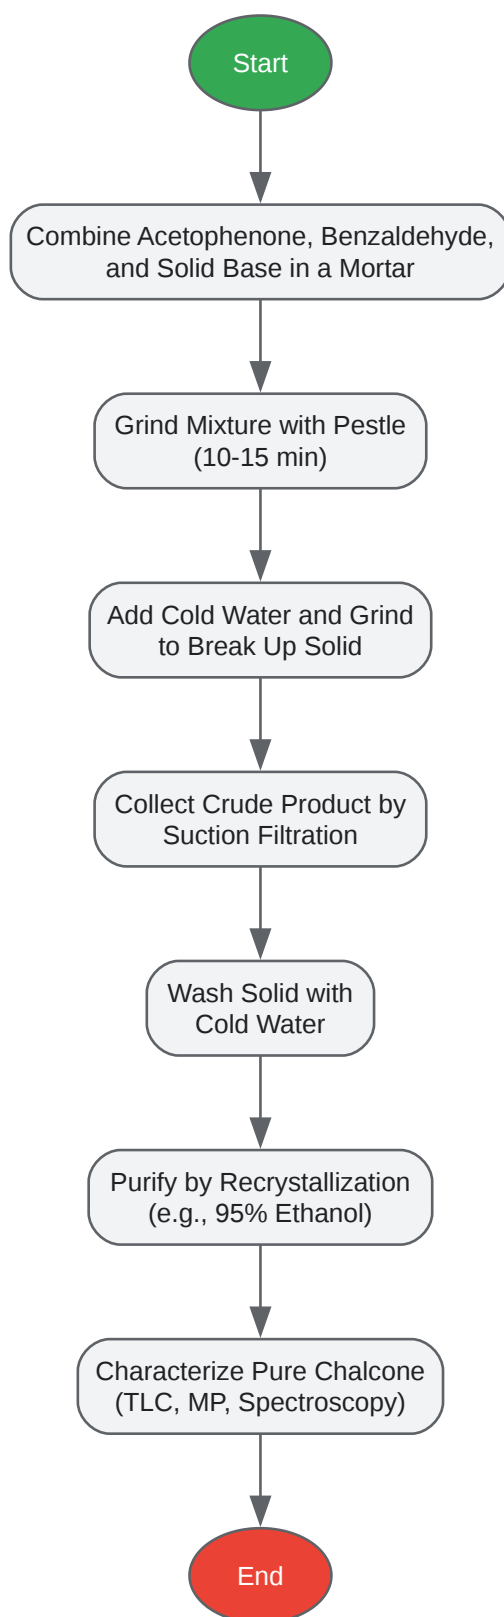 Start
Combine Acetophenone, Benzaldehyde,
and Solid Base in a Mortar
Grind Mixture with Pestle
(10-15 min)
Add Cold Water and Grind
to Break Up Solid
Collect Crude Product by
Suction Filtration
Wash Solid with
Cold Water
Purify by Recrystallization
(e.g., 95% Ethanol)
Characterize Pure Chalcone
(TLC, MP, Spectroscopy)
End